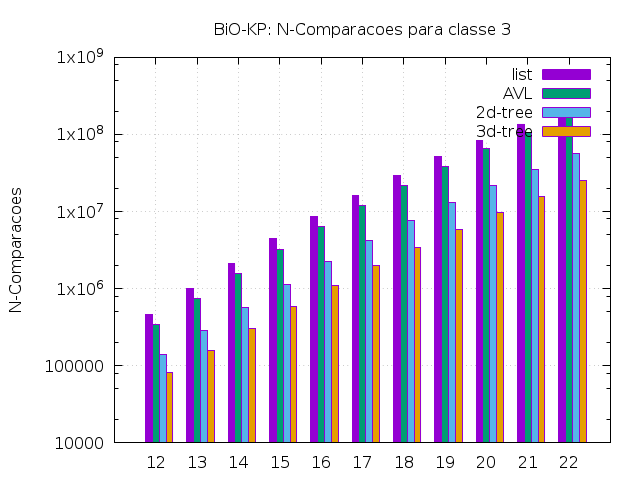 BiO-KP: N-Comparacoes para classe 3
1x10⁹
1x10⁸
1x10⁷
1x10⁶
100000
10000
N-Comparacoes
list
AVL
2d-tree
3d-tree
12 13 14 15 16 17 18 19 20 21 22